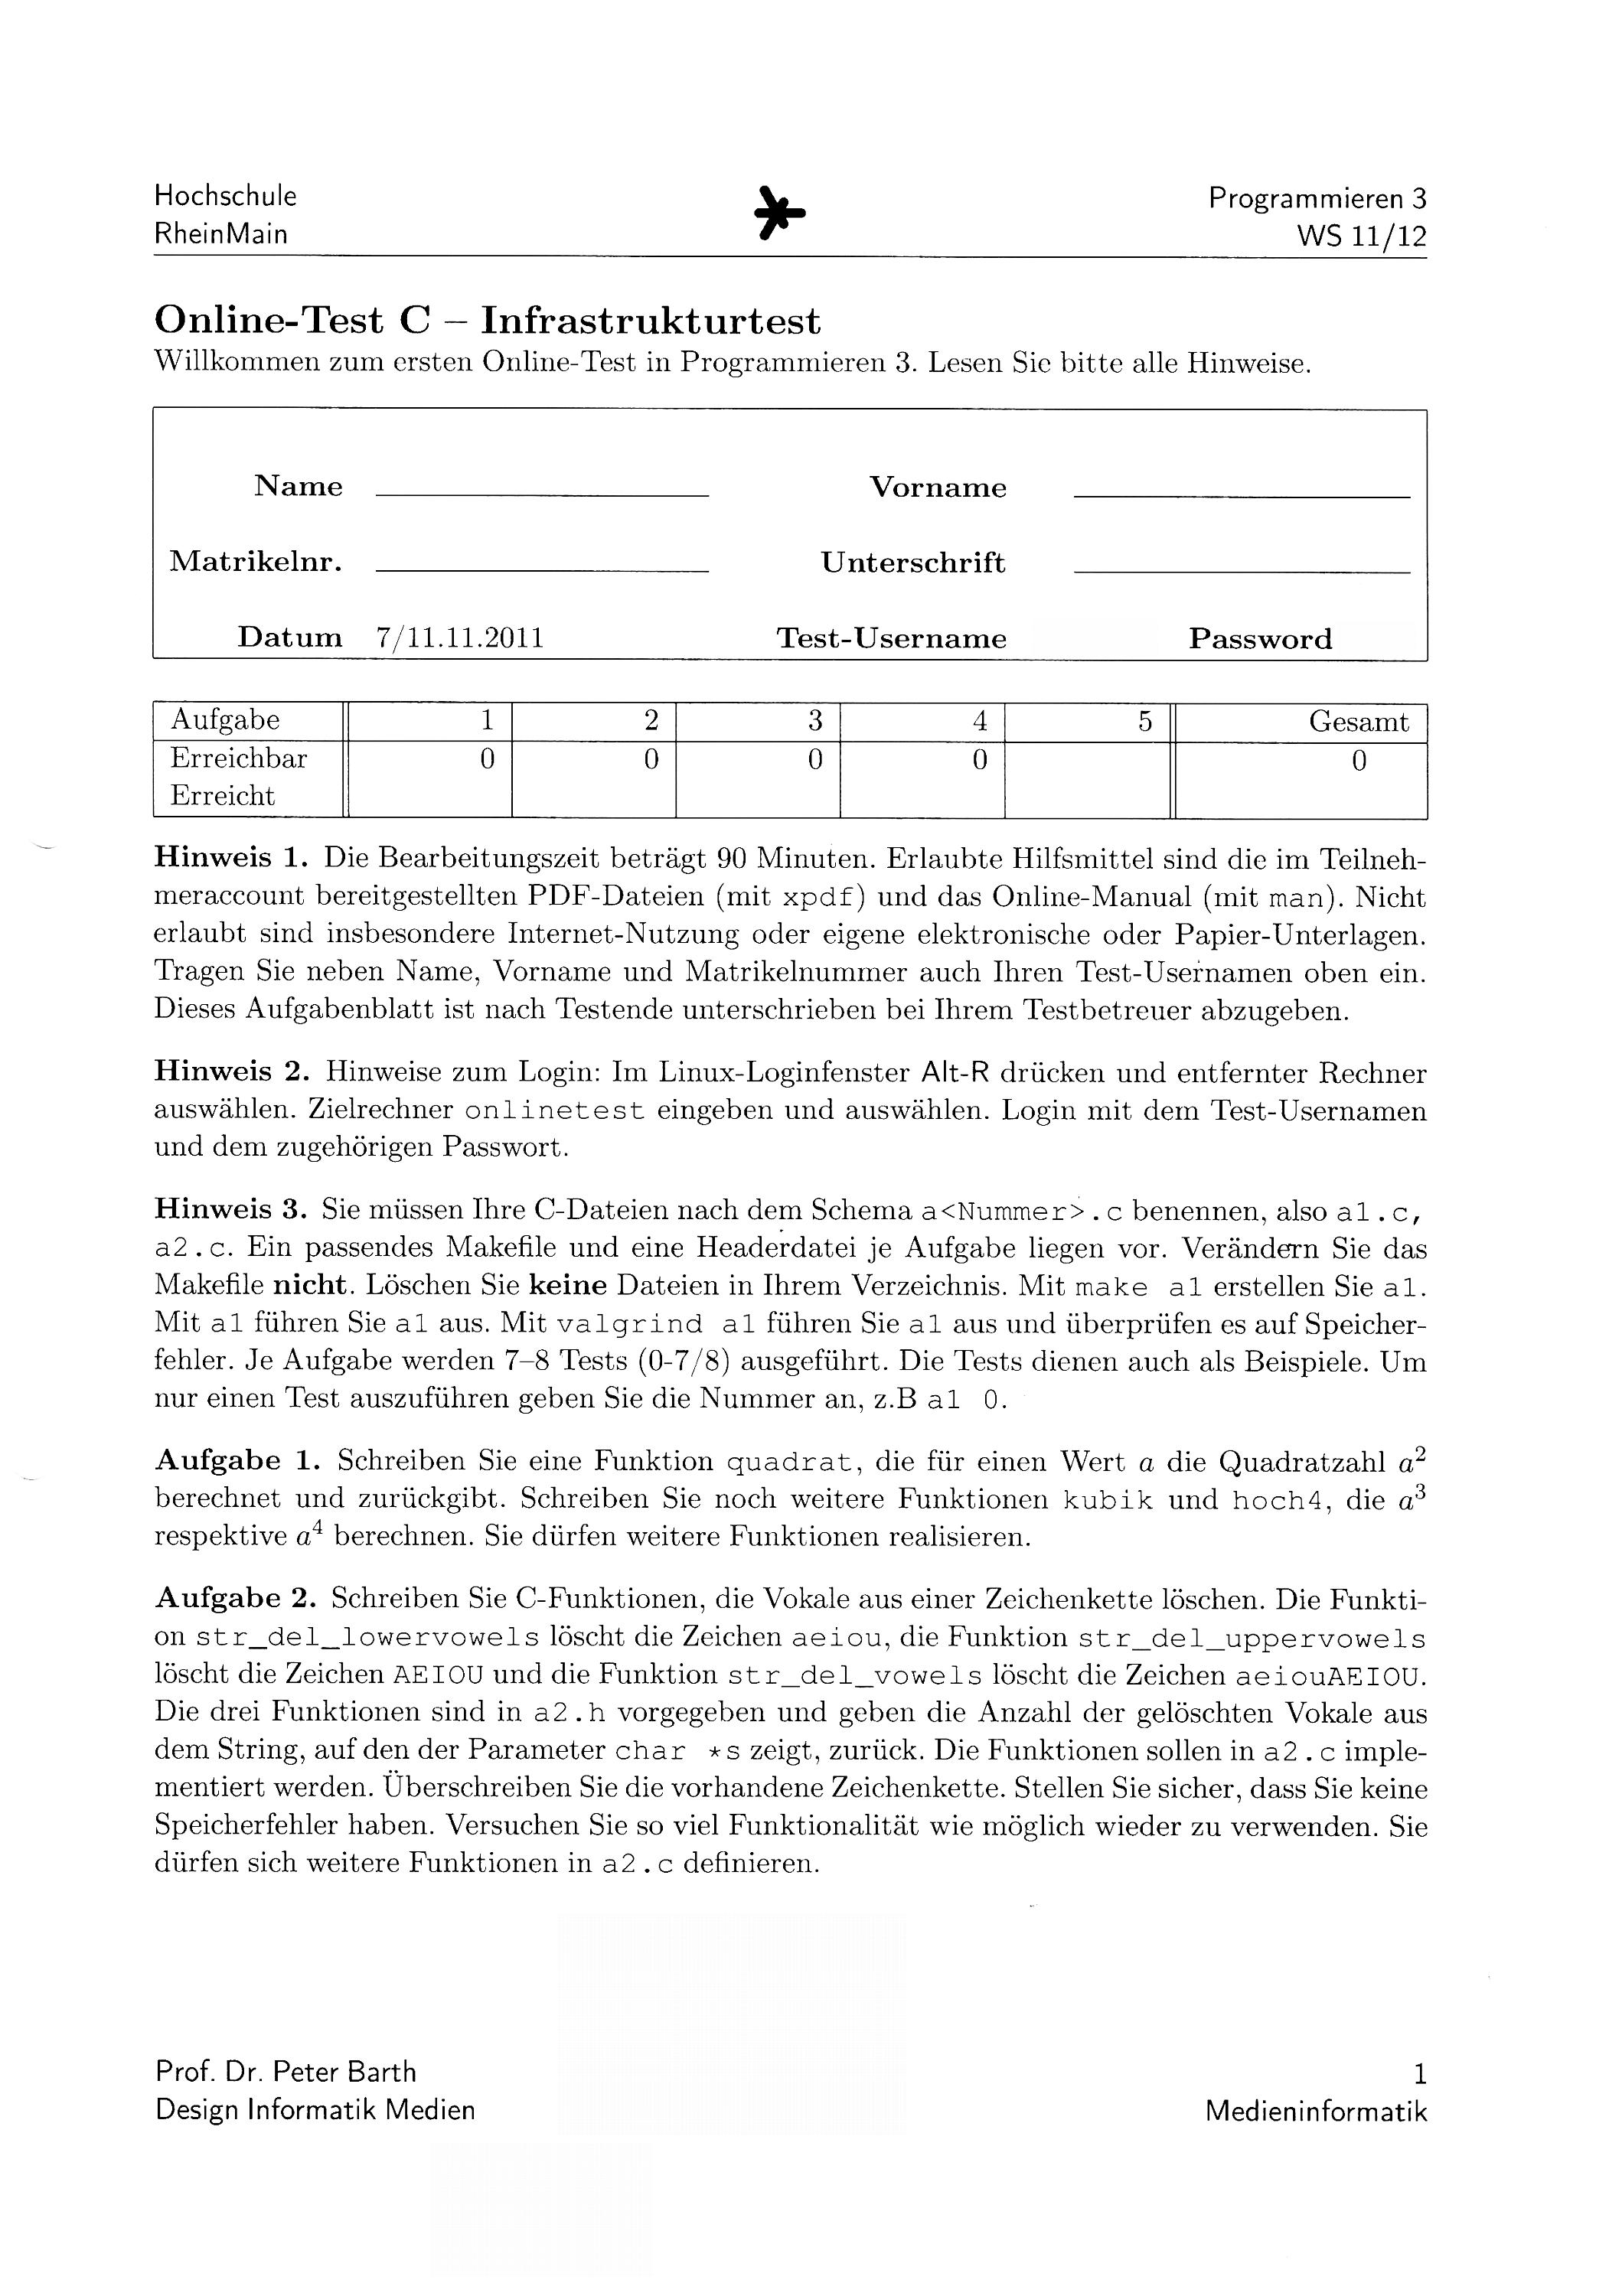 Hochschule
RheinMain
Programmieren 3
WS 11/12
Online-Test C – Infrastrukturtest
Willkommen zum ersten Online-Test in Programmieren 3. Lesen Sie bitte alle Hinweise.
Name Vorname
Matrikelnr. Unterschrift
Datum 7/11.11.2011 Test-Username Password
Aufgabe 1 2 3 4 5 Gesamt
Erreichbar 0 0 0 0 0
Erreicht
Hinweis 1. Die Bearbeitungszeit beträgt 90 Minuten. Erlaubte Hilfsmittel sind die im Teilneh-
meraccount bereitgestellten PDF-Dateien (mit xpdf) und das Online-Manual (mit man). Nicht
erlaubt sind insbesondere Internet-Nutzung oder eigene elektronische oder Papier-Unterlagen.
Tragen Sie neben Name, Vorname und Matrikelnummer auch Ihren Test-Usernamen oben ein.
Dieses Aufgabenblatt ist nach Testende unterschrieben bei Ihrem Testbetreuer abzugeben.
Hinweis 2. Hinweise zum Login: Im Linux-Loginfenster Alt-R drücken und entfernter Rechner
auswählen. Zielrechner onlinetest eingeben und auswählen. Login mit dem Test-Usernamen
und dem zugehörigen Passwort.
Hinweis 3. Sie müssen Ihre C-Dateien nach dem Schema a<Nummer>.c benennen, also a1.c,
a2.c. Ein passendes Makefile und eine Headerdatei je Aufgabe liegen vor. Verändern Sie das
Makefile nicht. Löschen Sie keine Dateien in Ihrem Verzeichnis. Mit make a1 erstellen Sie a1.
Mit a1 führen Sie a1 aus. Mit valgrind a1 führen Sie a1 aus und überprüfen es auf Speicher-
fehler. Je Aufgabe werden 7–8 Tests (0-7/8) ausgeführt. Die Tests dienen auch als Beispiele. Um
nur einen Test auszuführen geben Sie die Nummer an, z.B a1 0.
Aufgabe 1. Schreiben Sie eine Funktion quadrat, die für einen Wert a die Quadratzahl a²
berechnet und zurückgibt. Schreiben Sie noch weitere Funktionen kubik und hoch4, die a³
respektive a⁴ berechnen. Sie dürfen weitere Funktionen realisieren.
Aufgabe 2. Schreiben Sie C-Funktionen, die Vokale aus einer Zeichenkette löschen. Die Funkti-
on str_del_lowervowels löscht die Zeichen aeiou, die Funktion str_del_uppervowels
löscht die Zeichen AEIOU und die Funktion str_del_vowels löscht die Zeichen aeiouAEIOU.
Die drei Funktionen sind in a2.h vorgegeben und geben die Anzahl der gelöschten Vokale aus
dem String, auf den der Parameter char *s zeigt, zurück. Die Funktionen sollen in a2.c imple-
mentiert werden. Überschreiben Sie die vorhandene Zeichenkette. Stellen Sie sicher, dass Sie keine
Speicherfehler haben. Versuchen Sie so viel Funktionalität wie möglich wieder zu verwenden. Sie
dürfen sich weitere Funktionen in a2.c definieren.
Prof. Dr. Peter Barth
Design Informatik Medien
1
Medieninformatik